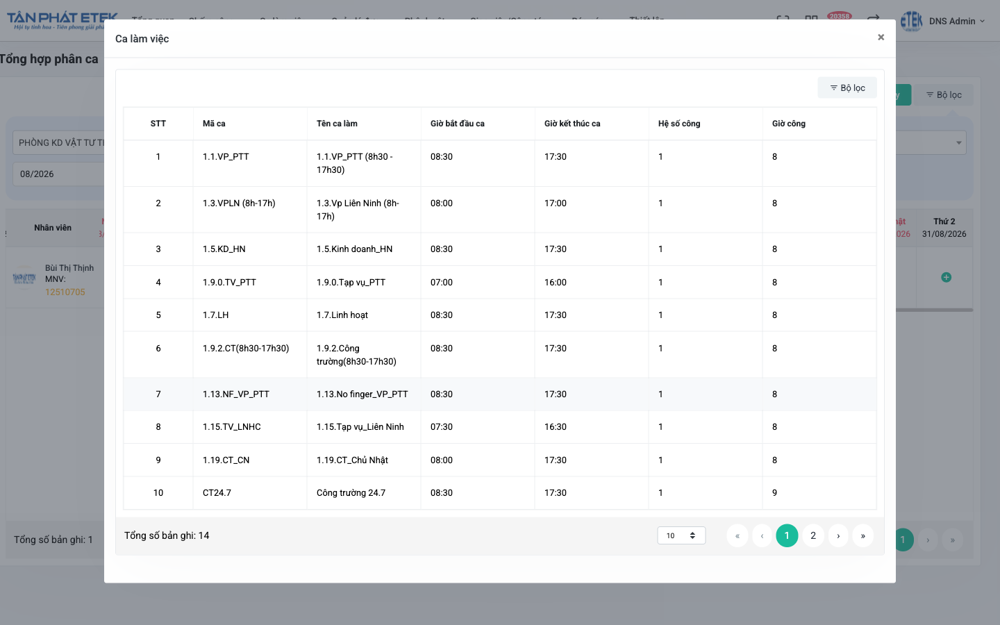 TÂN PHÁT ETEK
Hội tụ tinh hoa - Tiên phong giải phá
20358
DNS Admin
Tổng hợp phân ca
Ca làm việc
×
Bộ lọc
y
Bộ lọc
PHÒNG KD VẬT TƯ TH
08/2026
STT Mã ca Tên ca làm Giờ bắt đầu ca Giờ kết thúc ca Hệ số công Giờ công
1 1.1.VP_PTT 1.1.VP_PTT (8h30 - 08:30 17:30 1 8
17h30)
2 1.3.VPLN (8h-17h) 1.3.Vp Liên Ninh (8h- 08:00 17:00 1 8
17h)
3 1.5.KD_HN 1.5.Kinh doanh_HN 08:30 17:30 1 8
4 1.9.0.TV_PTT 1.9.0.Tạp vụ_PTT 07:00 16:00 1 8
5 1.7.LH 1.7.Linh hoạt 08:30 17:30 1 8
6 1.9.2.CT(8h30-17h30) 1.9.2.Công 08:30 17:30 1 8
trường(8h30-17h30)
7 1.13.NF_VP_PTT 1.13.No finger_VP_PTT 08:30 17:30 1 8
8 1.15.TV_LNHC 1.15.Tạp vụ_Liên Ninh 07:30 16:30 1 8
9 1.19.CT_CN 1.19.CT_Chủ Nhật 08:00 17:30 1 8
10 CT24.7 Công trường 24.7 08:30 17:30 1 9
Tổng số bản ghi: 14
10
« ‹ 1 2 › »
Nhân viên
Bùi Thị Thịnh
MNV:
12510705
Thứ 2
31/08/2026
Tổng số bản ghi: 1
1 › »